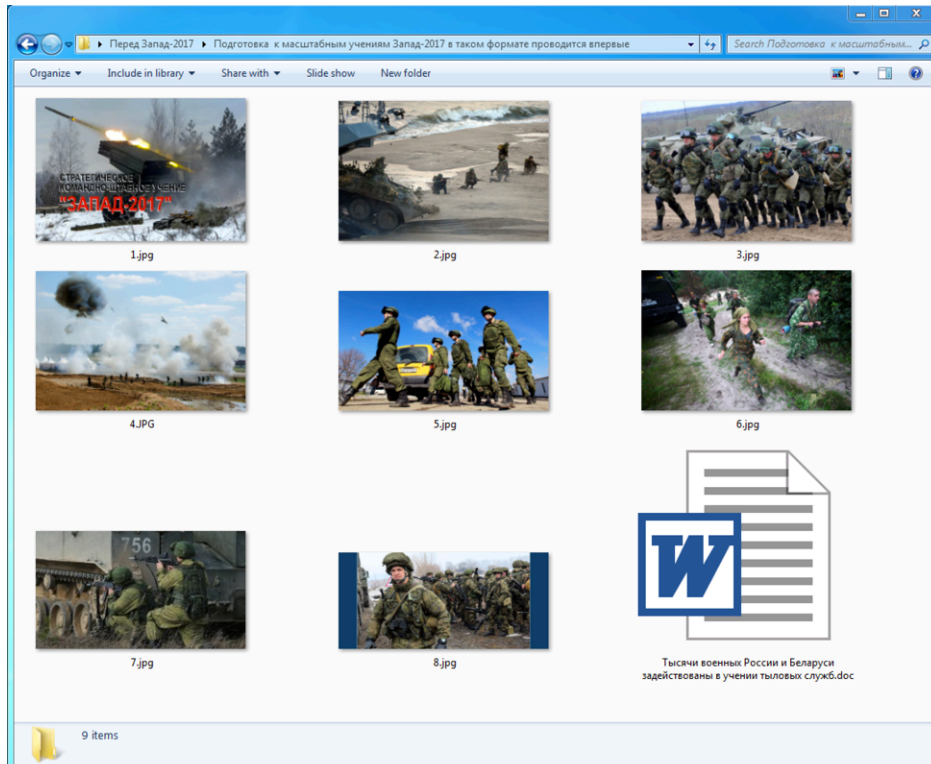 Перед Запад-2017 ▸ Подготовка к масштабным учениям Запад-2017 в таком формате проводится впервые
Search Подготовка к масштабным...
Organize
Include in library
Share with
Slide show
New folder
СТРАТЕГИЧЕСКОЕ
КОМАНДНО-ШТАБНОЕ УЧЕНИЕ
"ЗАПАД-2017"
1.jpg
2.jpg
3.jpg
4.JPG
5.jpg
6.jpg
756
W
7.jpg
8.jpg
Тысячи военных России и Беларуси
задействованы в учении тыловых служб.doc
9 items